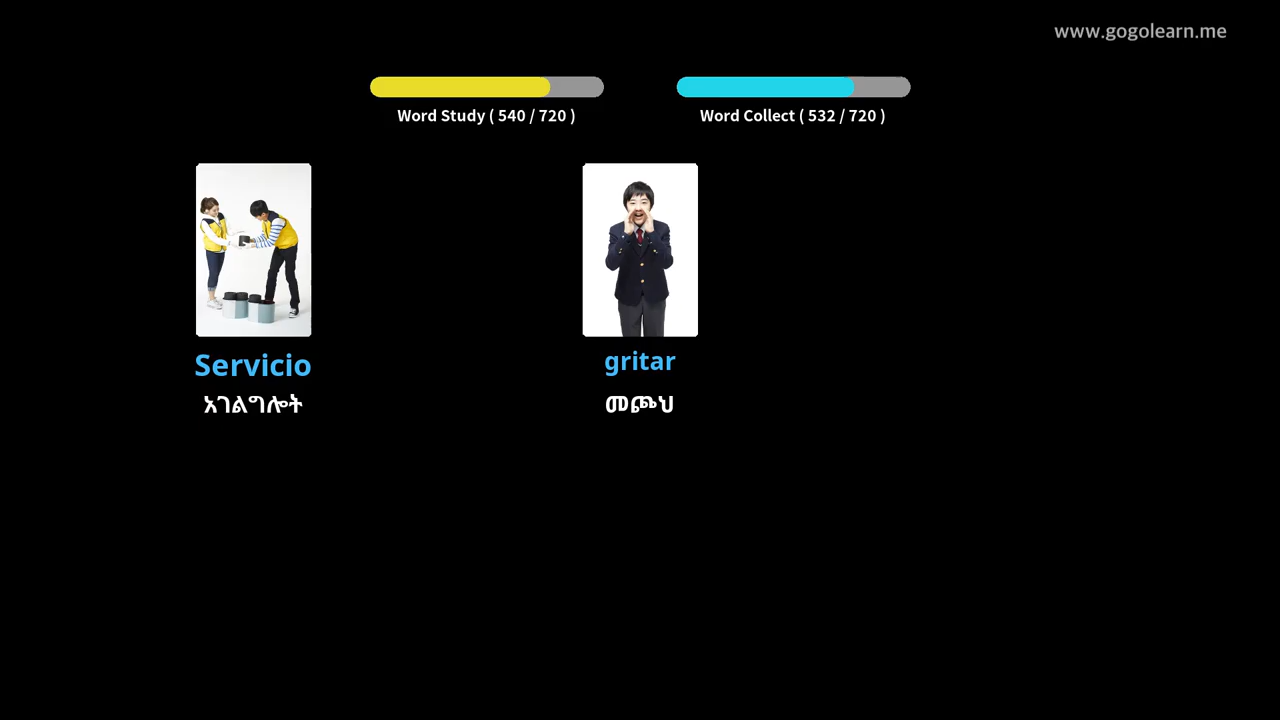 www.gogolearn.me
Word Study ( 540 / 720 )
Word Collect ( 532 / 720 )
Servicio
አገልግሎት
gritar
መጮህ